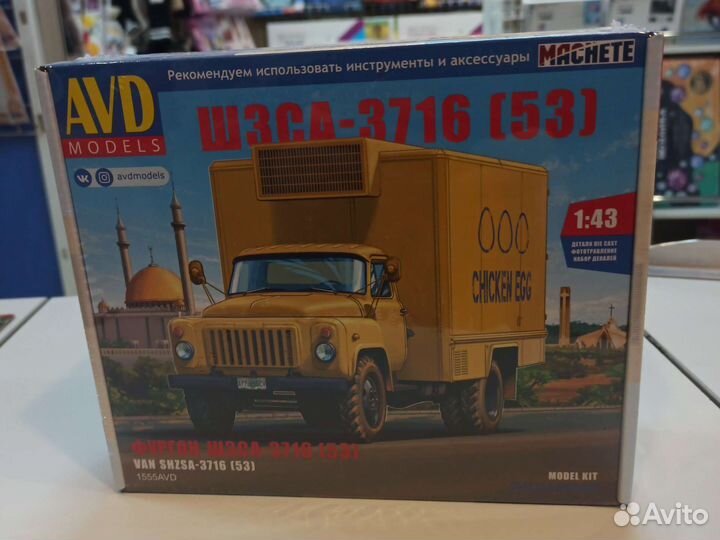 AVD
MODELS
Рекомендуем использовать инструменты и аксессуары
MACHETE
ШЗСА-3716 (53)
avdmodels
1:43
ДЕТАЛИ DIE CAST
ФОТОТРАВЛЕНИЕ
НАБОР ДЕКАЛЕЙ
CHICKEN EGG
ФУРГОН ШЗСА-3716 (53)
VAN SHZSA-3716 (53)
1555AVD
MODEL KIT
Avito